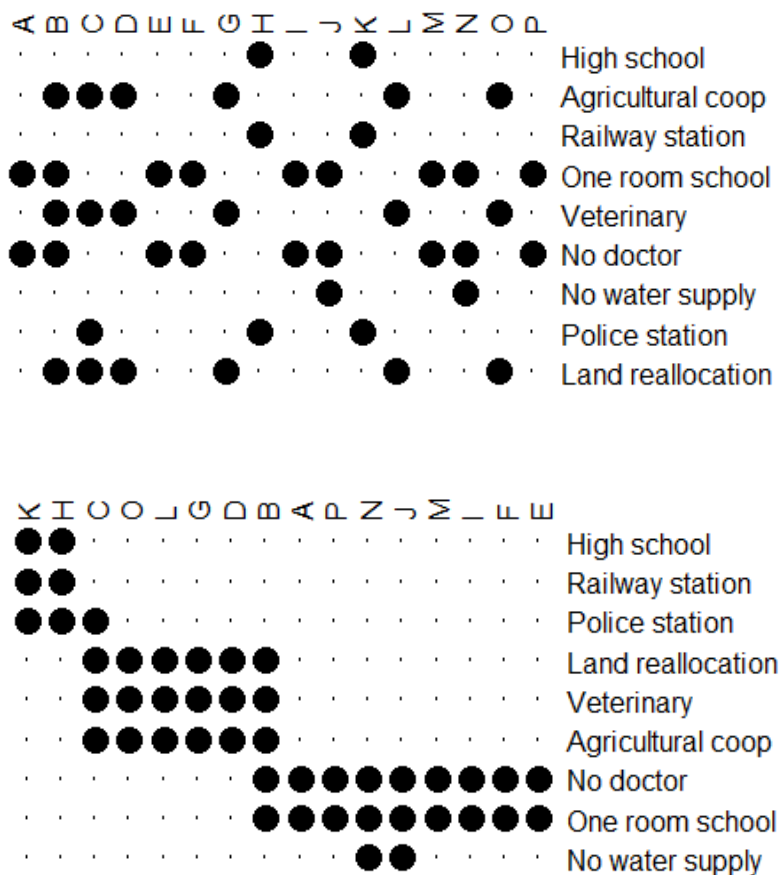 A B C D E F G H I J K L M N O P
High school
Agricultural coop
Railway station
One room school
Veterinary
No doctor
No water supply
Police station
Land reallocation
K H C O L G D B A P N J M I F E
High school
Railway station
Police station
Land reallocation
Veterinary
Agricultural coop
No doctor
One room school
No water supply